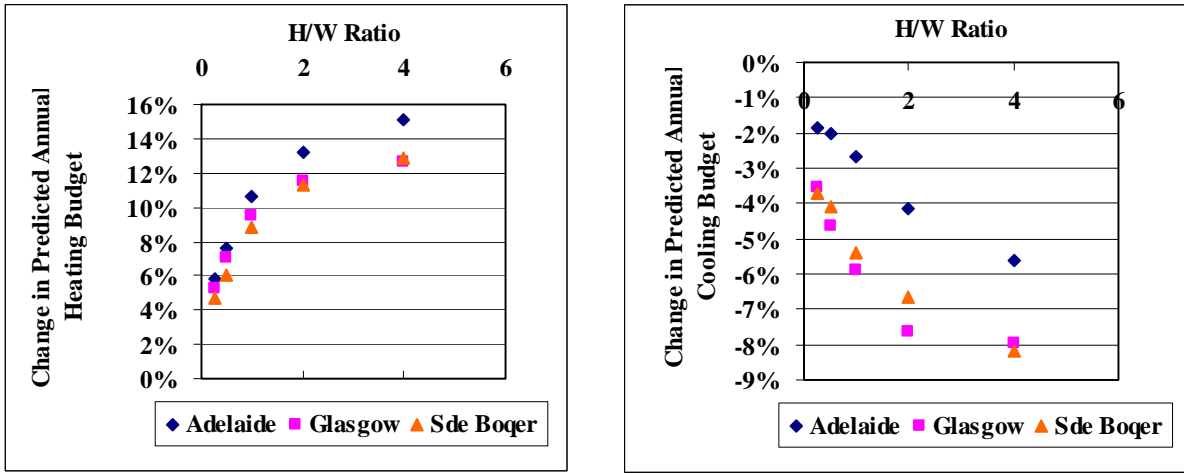 H/W Ratio
0 2 4 6
16%
14%
12%
10%
8%
6%
4%
2%
0%
Change in Predicted Annual
Heating Budget
Adelaide Glasgow Sde Boqer
H/W Ratio
0%
0 2 4 6
-1%
-2%
-3%
-4%
-5%
-6%
-7%
-8%
-9%
Change in Predicted Annual
Cooling Budget
Adelaide Glasgow Sde Boqer